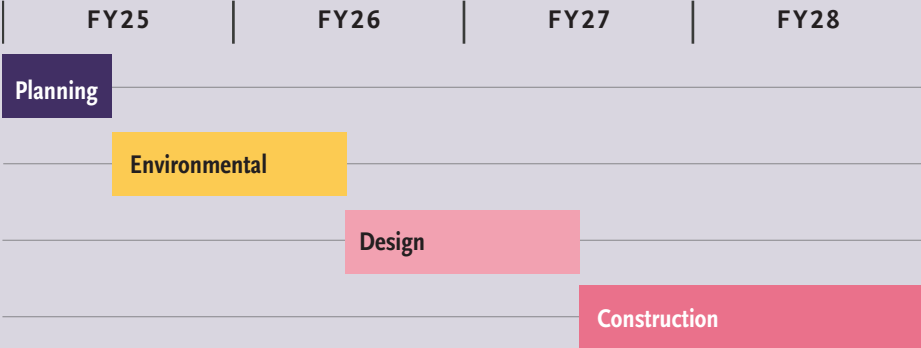 FY25 FY26 FY27 FY28
Planning
Environmental
Design
Construction